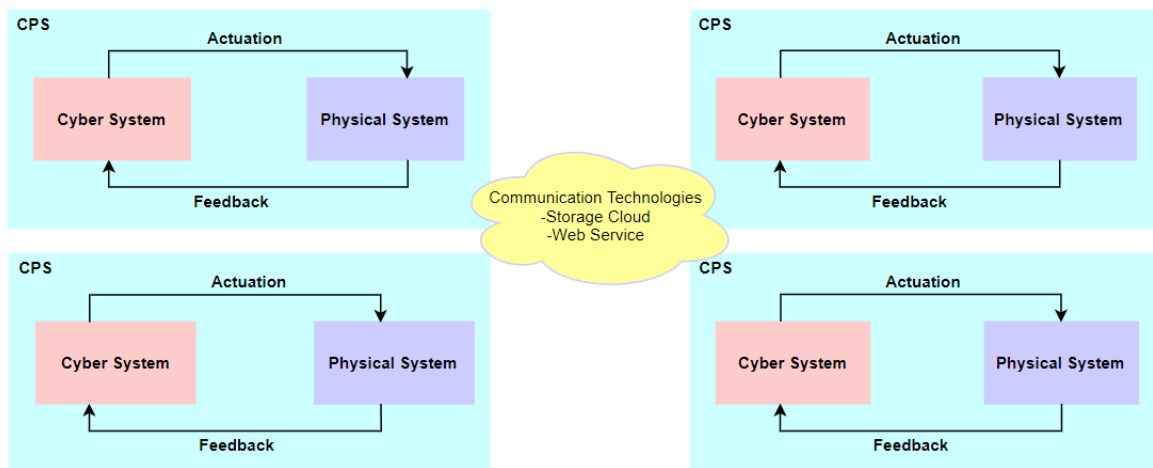 CPS
Actuation
Cyber System
Physical System
Feedback
CPS
Actuation
Cyber System
Physical System
Feedback
Communication Technologies
-Storage Cloud
-Web Service
CPS
Actuation
Cyber System
Physical System
Feedback
CPS
Actuation
Cyber System
Physical System
Feedback